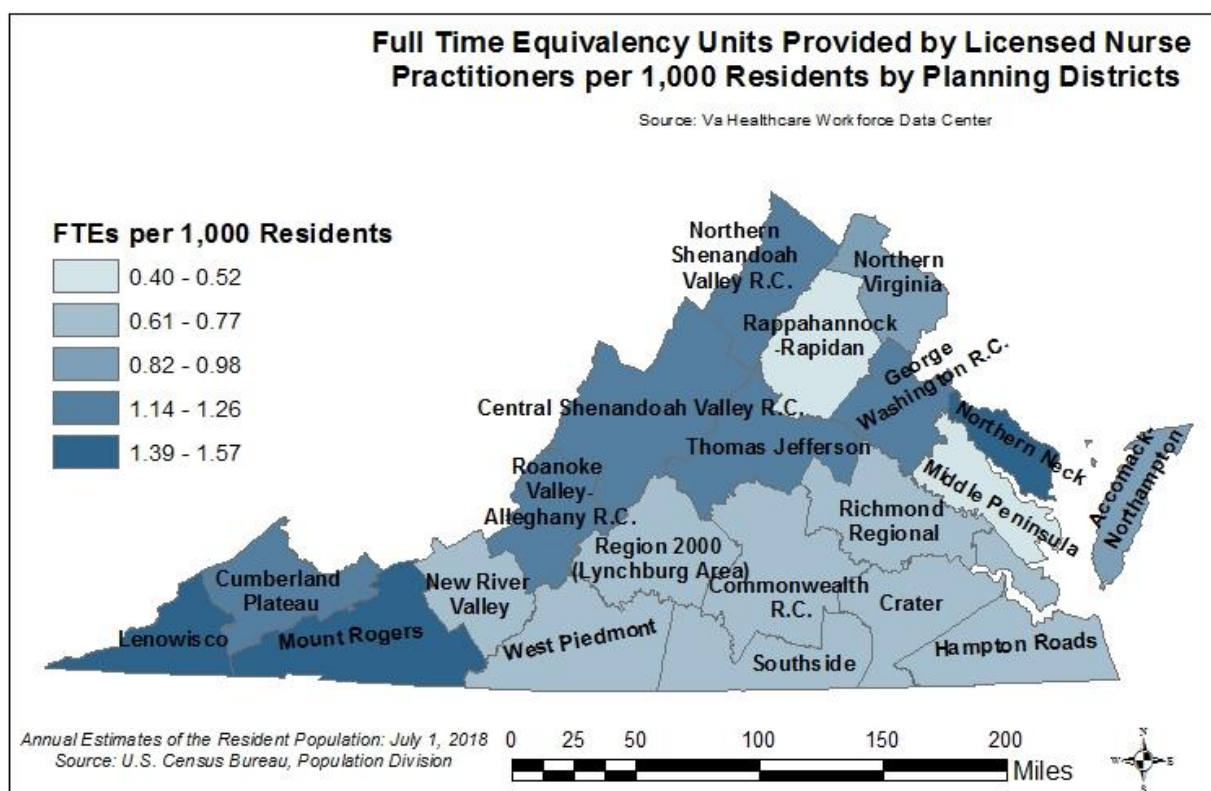 Full Time Equivalency Units Provided by Licensed Nurse
Practitioners per 1,000 Residents by Planning Districts
Source: Va Healthcare Workforce Data Center
FTEs per 1,000 Residents
0.40 - 0.52
0.61 - 0.77
0.82 - 0.98
1.14 - 1.26
1.39 - 1.57
Northern
Shenandoah
Valley R.C.
Northern
Virginia
Rappahannock
-Rapidan
George
Washington R.C.
Central Shenandoah Valley R.C.
Northern Neck
Thomas Jefferson
Accomack-
Northampton
Roanoke
Valley-
Alleghany R.C.
Middle Peninsula
Richmond
Regional
Region 2000
(Lynchburg Area)
Cumberland
Plateau
New River
Valley
Commonwealth
R.C.
Crater
Lenowisco
Mount Rogers
West Piedmont
Southside
Hampton Roads
Annual Estimates of the Resident Population: July 1, 2018
Source: U.S. Census Bureau, Population Division
0 25 50 100 150 200
Miles
N
W E
S